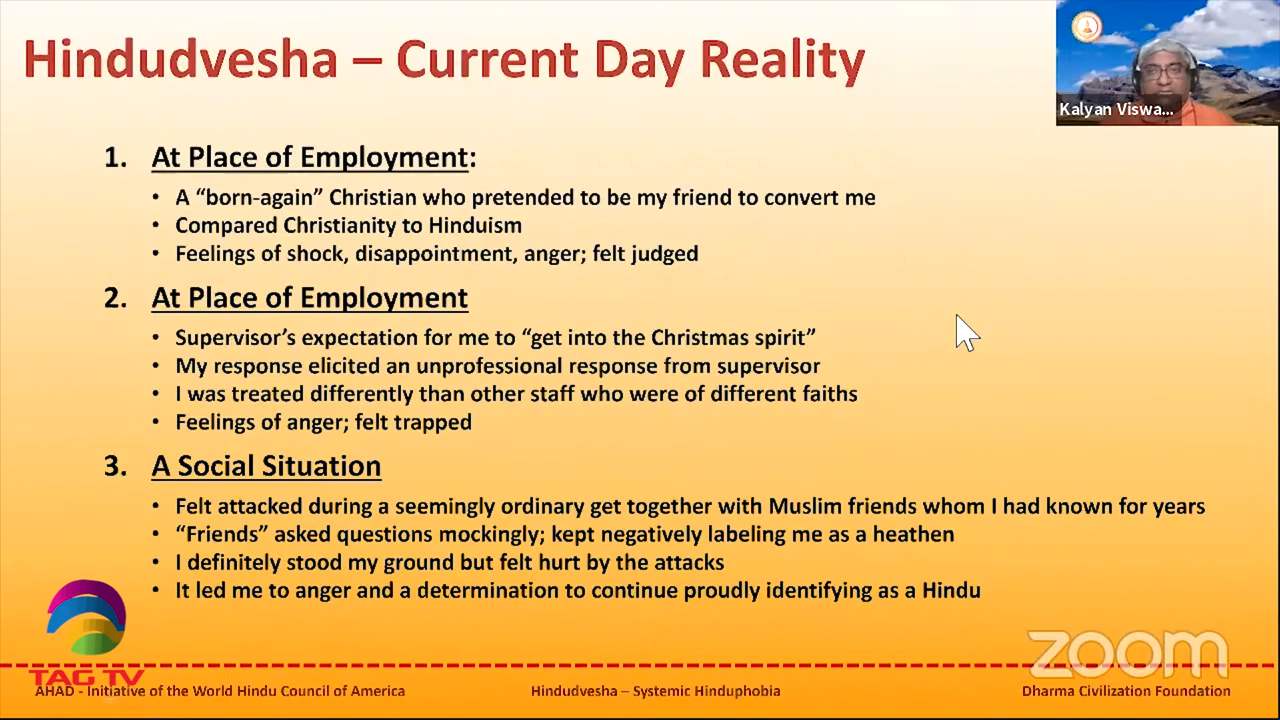 Hindudvesha – Current Day Reality
Kalyan Viswa...
1. At Place of Employment:
• A “born-again” Christian who pretended to be my friend to convert me
• Compared Christianity to Hinduism
• Feelings of shock, disappointment, anger; felt judged
2. At Place of Employment
• Supervisor’s expectation for me to “get into the Christmas spirit”
• My response elicited an unprofessional response from supervisor
• I was treated differently than other staff who were of different faiths
• Feelings of anger; felt trapped
3. A Social Situation
• Felt attacked during a seemingly ordinary get together with Muslim friends whom I had known for years
• “Friends” asked questions mockingly; kept negatively labeling me as a heathen
• I definitely stood my ground but felt hurt by the attacks
• It led me to anger and a determination to continue proudly identifying as a Hindu
zoom
TAG TV
AHAD - Initiative of the World Hindu Council of America
Hindudvesha – Systemic Hinduphobia
Dharma Civilization Foundation